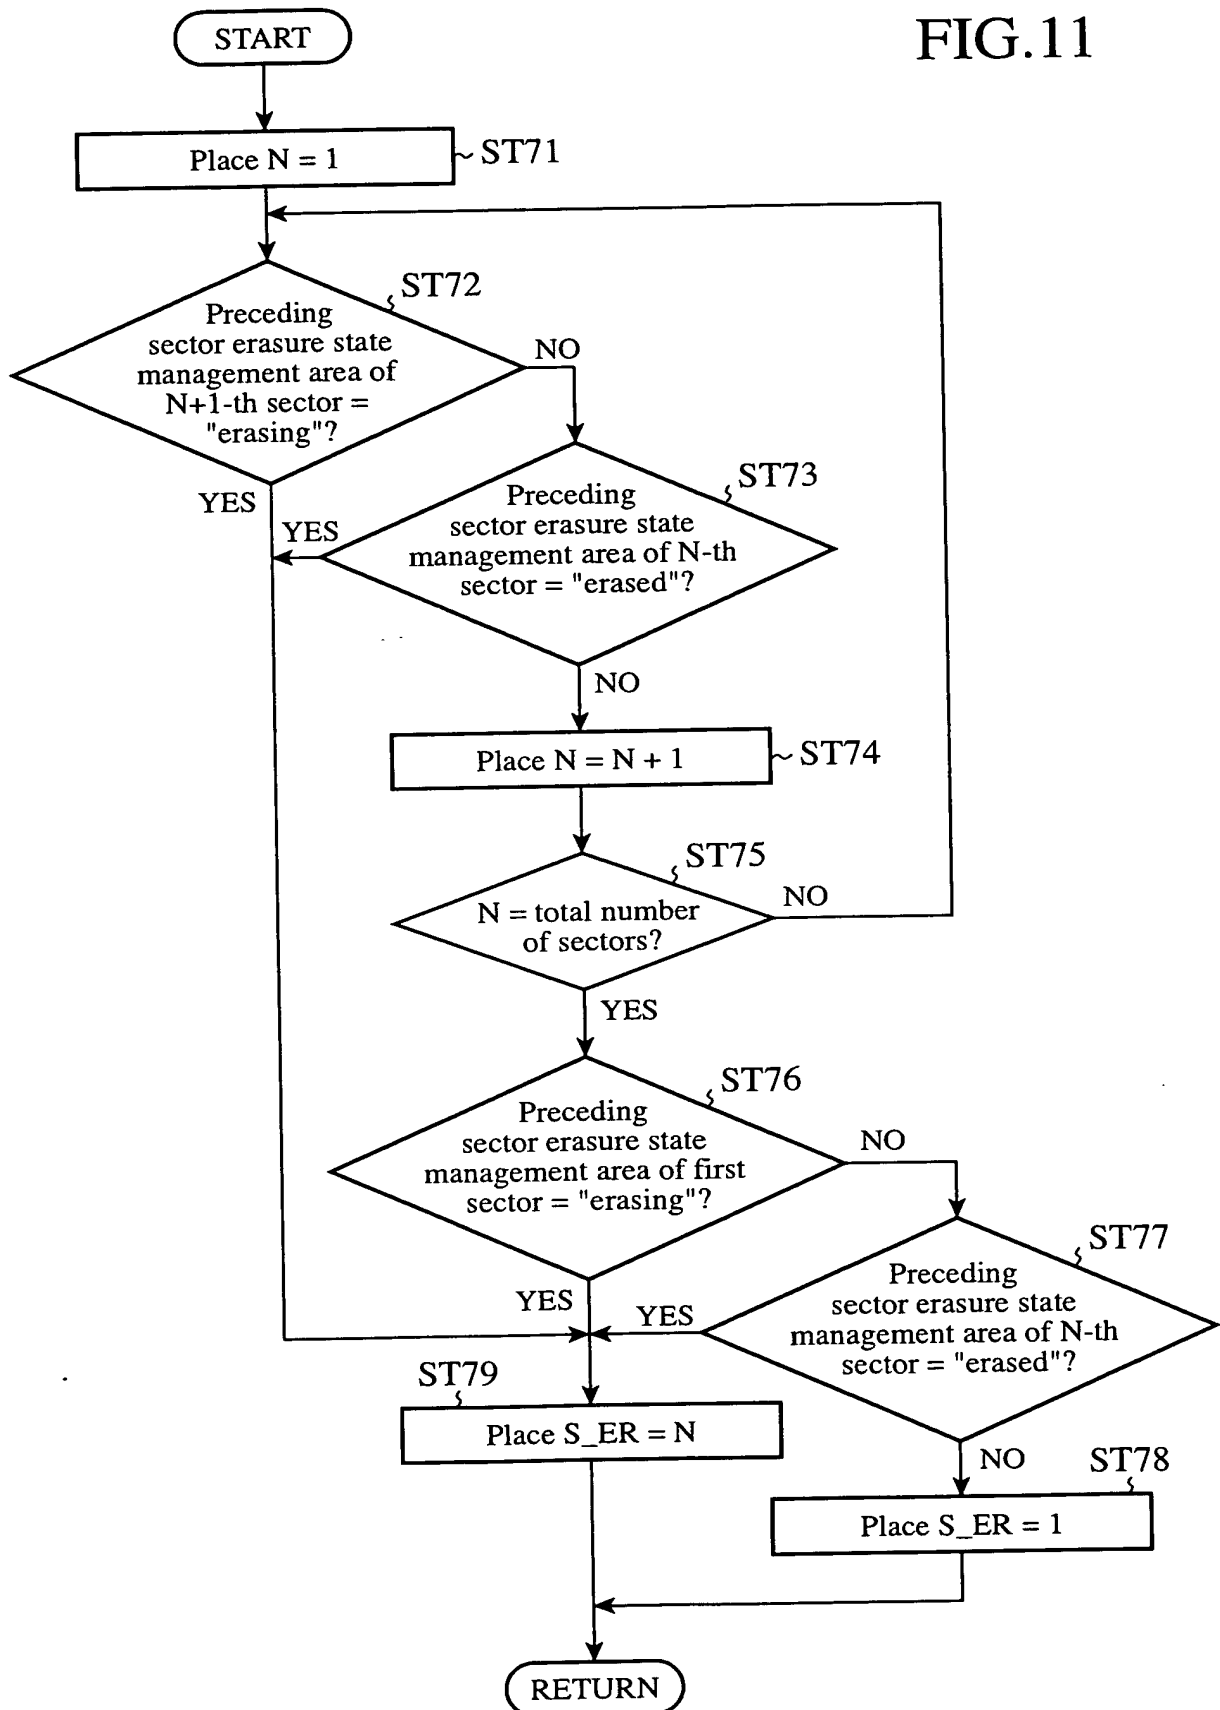 START
FIG.11
Place N = 1
ST71
ST72
Preceding
sector erasure state
management area of
N+1-th sector =
"erasing"?
NO
YES
ST73
Preceding
sector erasure state
management area of N-th
sector = "erased"?
YES
NO
Place N = N + 1
ST74
ST75
N = total number
of sectors?
NO
YES
ST76
Preceding
sector erasure state
management area of first
sector = "erasing"?
NO
YES
ST77
Preceding
sector erasure state
management area of N-th
sector = "erased"?
YES
NO
ST79
Place S_ER = N
ST78
Place S_ER = 1
RETURN